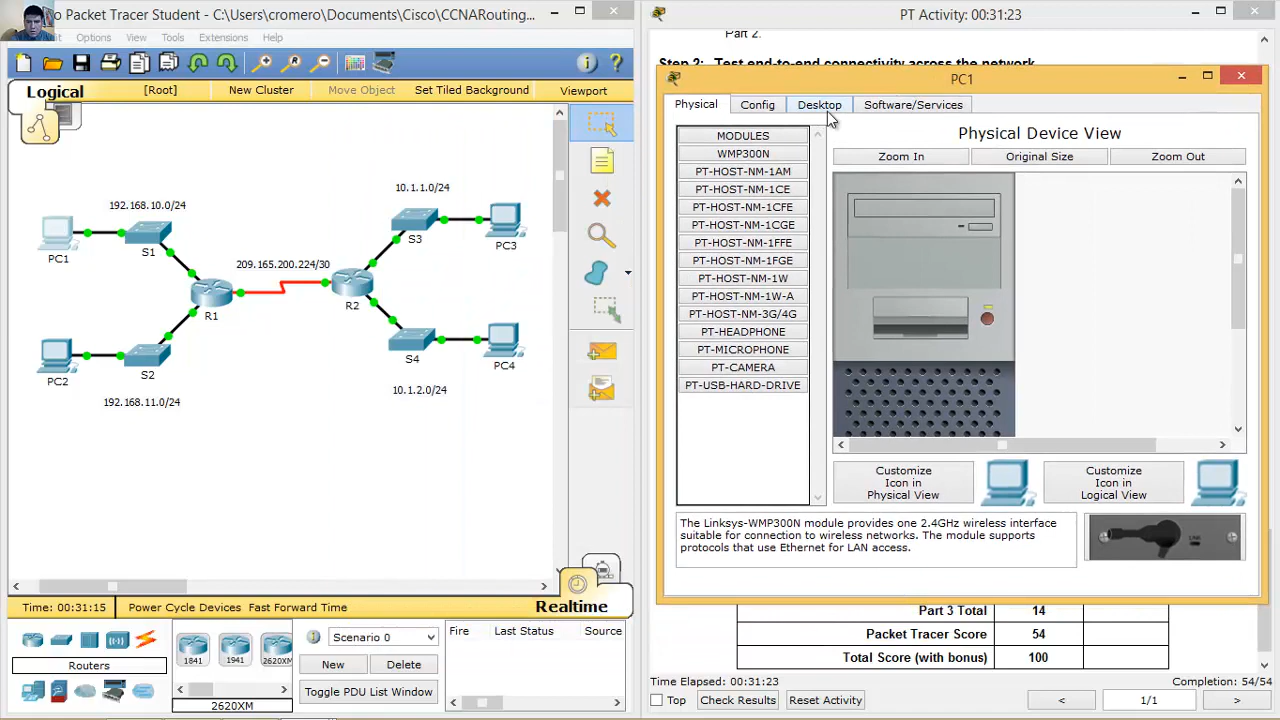 o Packet Tracer Student - C:\Users\cromero\Documents\Cisco\CCNARouting...
Options View Tools Extensions Help
Logical [Root] New Cluster Move Object Set Tiled Background Viewport
192.168.10.0/24
10.1.1.0/24
PC1
S1
S3
PC3
209.165.200.224/30
R1
R2
PC2
S2
S4
PC4
192.168.11.0/24
10.1.2.0/24
Realtime
Time: 00:31:15 Power Cycle Devices Fast Forward Time
Routers
1841 1941 2620XM
2620XM
Scenario 0
New Delete
Toggle PDU List Window
Fire Last Status Source
PT Activity: 00:31:23
Part 2.
Step 2: Test end-to-end connectivity across the network.
PC1
Physical Config Desktop Software/Services
MODULES
WMP300N
PT-HOST-NM-1AM
PT-HOST-NM-1CE
PT-HOST-NM-1CFE
PT-HOST-NM-1CGE
PT-HOST-NM-1FFE
PT-HOST-NM-1FGE
PT-HOST-NM-1W
PT-HOST-NM-1W-A
PT-HOST-NM-3G/4G
PT-HEADPHONE
PT-MICROPHONE
PT-CAMERA
PT-USB-HARD-DRIVE
Physical Device View
Zoom In Original Size Zoom Out
Customize
Icon in
Physical View
Customize
Icon in
Logical View
The Linksys-WMP300N module provides one 2.4GHz wireless interface
suitable for connection to wireless networks. The module supports
protocols that use Ethernet for LAN access.
Part 3 Total 14
Packet Tracer Score 54
Total Score (with bonus) 100
Time Elapsed: 00:31:23 Completion: 54/54
Top Check Results Reset Activity < 1/1 >